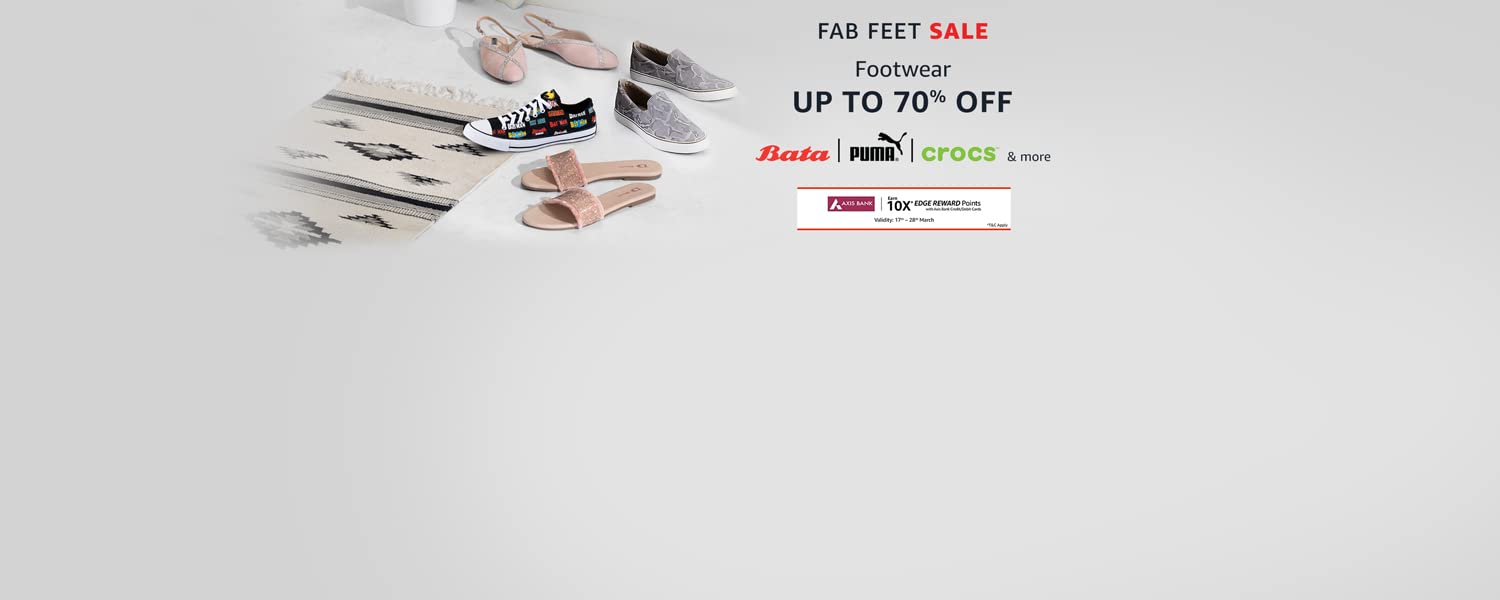 FAB FEET SALE
Footwear
UP TO 70% OFF
Bata | PUMA | crocs™ & more
AXIS BANK | Earn 10X* EDGE REWARD Points
with Axis Bank Credit/Debit Cards
Validity: 17th – 28th March
*T&C Apply